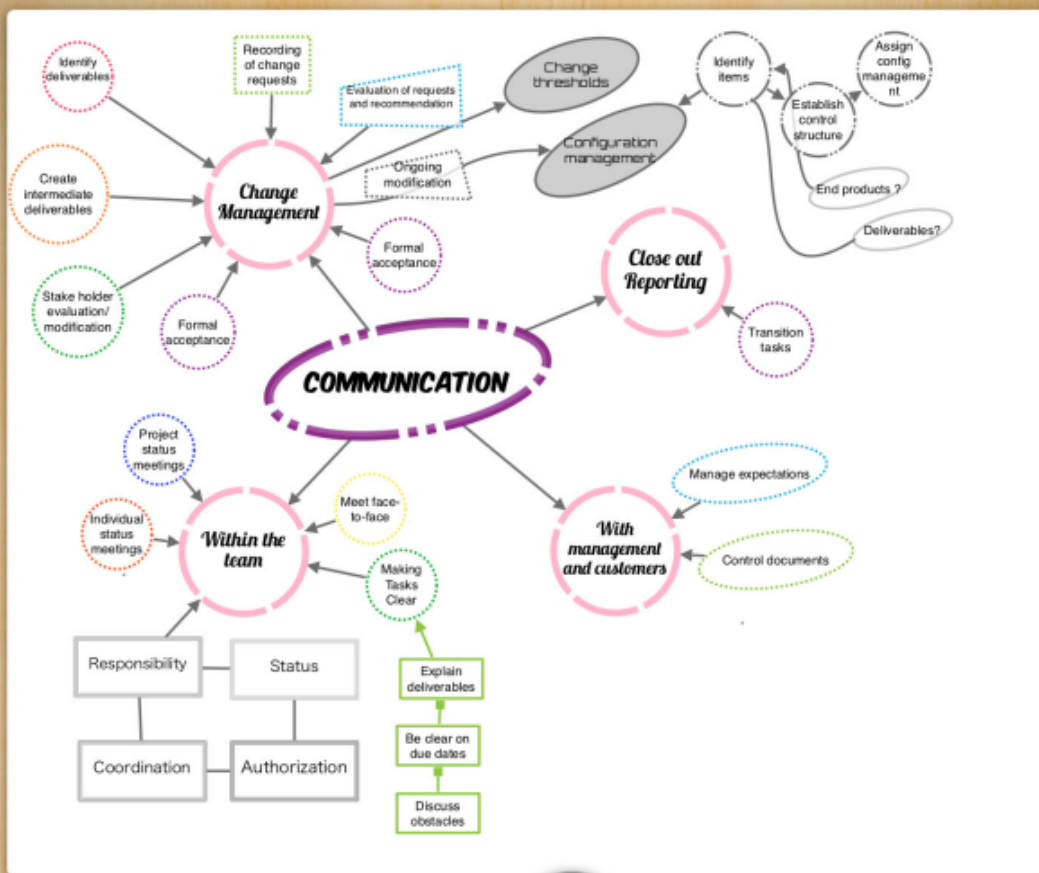 Identify
deliverables
Recording
of change
requests
Evaluation of requests
and recommendation
Change
thresholds
Identify
items
Assign
config
manageme
nt
Establish
control
structure
Configuration
management
Ongoing
modification
Create
intermediate
deliverables
Change
Management
End products ?
Deliverables?
Formal
acceptance
Close out
Reporting
Stake holder
evaluation/
modification
Formal
acceptance
Transition
tasks
COMMUNICATION
Project
status
meetings
Manage expectations
Individual
status
meetings
Meet face-
to-face
Within the
team
With
management
and customers
Control documents
Making
Tasks
Clear
Responsibility
Status
Explain
deliverables
Coordination
Authorization
Be clear on
due dates
Discuss
obstacles